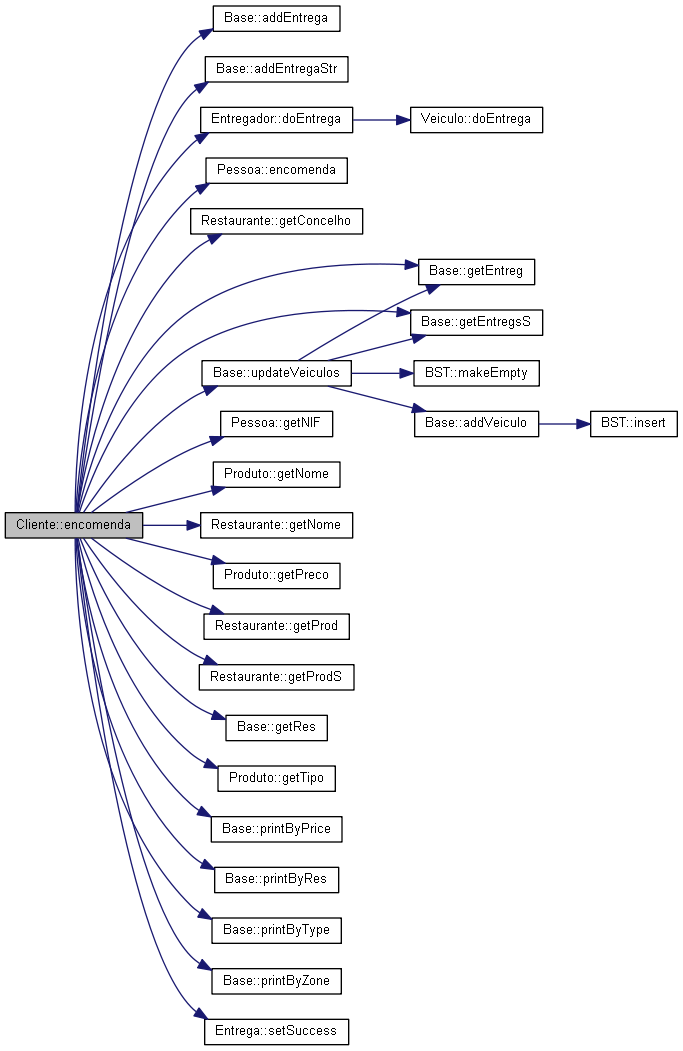 Base::addEntrega
Base::addEntregaStr
Entregador::doEntrega
Veiculo::doEntrega
Pessoa::encomenda
Restaurante::getConcelho
Base::getEntreg
Base::getEntregsS
Base::updateVeiculos
BST::makeEmpty
Base::addVeiculo
BST::insert
Pessoa::getNIF
Produto::getNome
Cliente::encomenda
Restaurante::getNome
Produto::getPreco
Restaurante::getProd
Restaurante::getProdS
Base::getRes
Produto::getTipo
Base::printByPrice
Base::printByRes
Base::printByType
Base::printByZone
Entrega::setSuccess